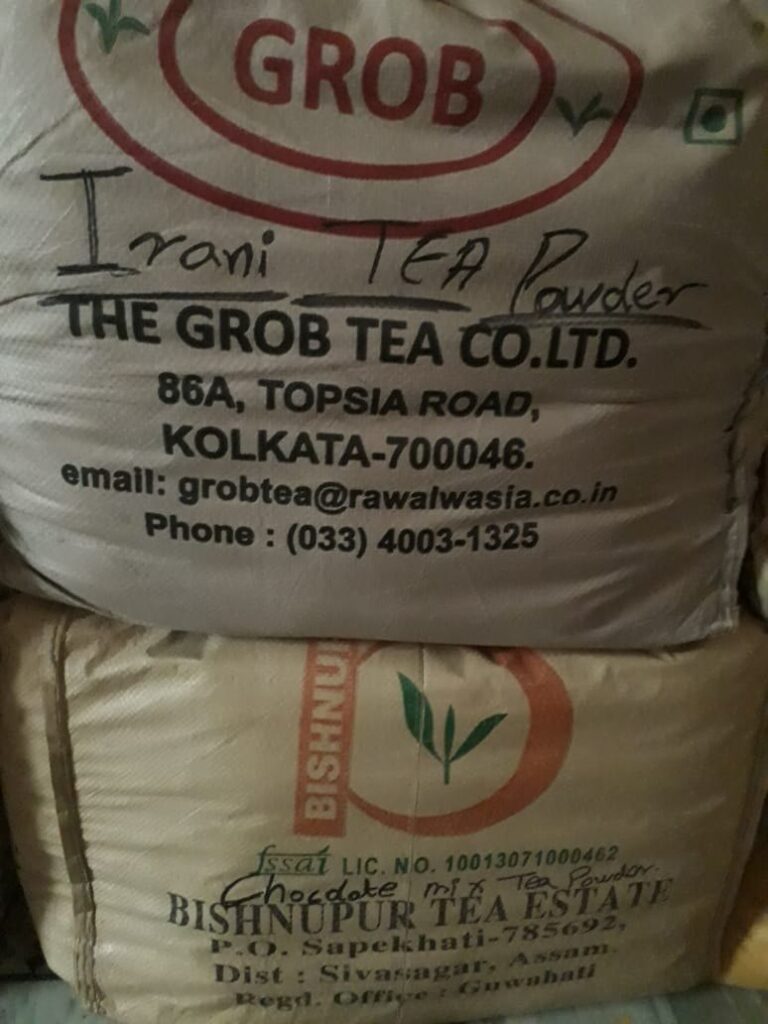 GROB
Irani TEA Powder
THE GROB TEA CO.LTD.
86A, TOPSIA ROAD,
KOLKATA-700046.
email: grobtea@rawalwasia.co.in
Phone : (033) 4003-1325
BISHNU
fssai LIC. NO. 10013071000462
Chocolate mix Tea Powder.
BISHNUPUR TEA ESTATE
P.O. Sapekhati-785692,
Dist : Sivasagar, Assam.
Regd. Office : Guwahati